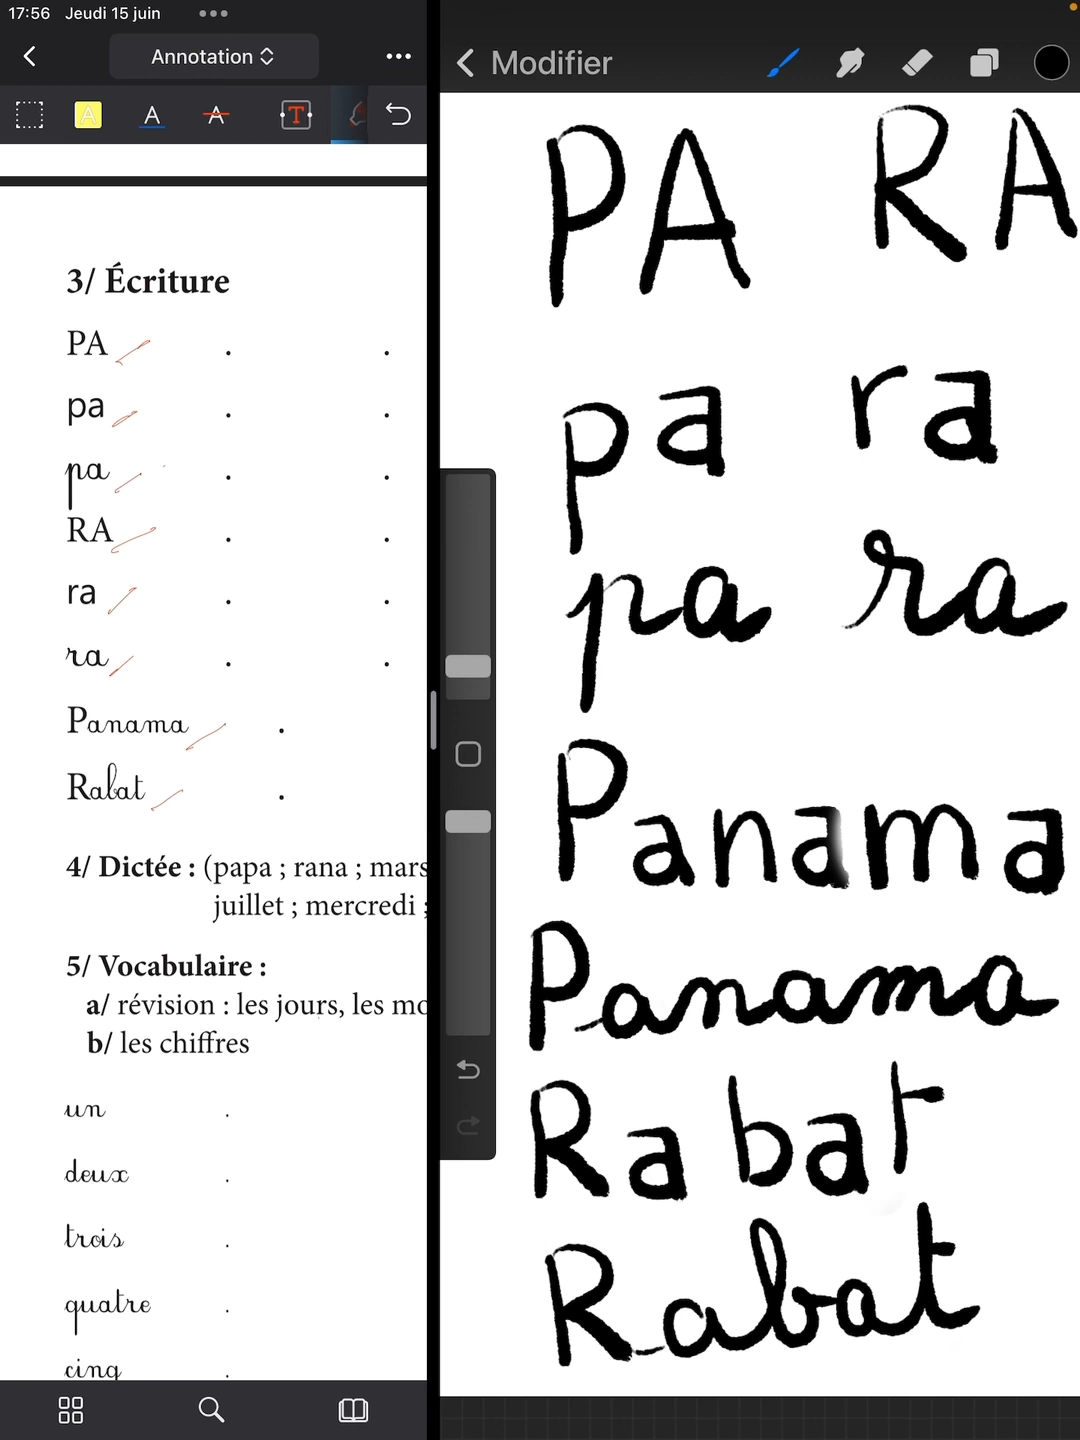 17:56 Jeudi 15 juin
Annotation
3/ Écriture
PA . .
pa . .
pa . .
RA . .
ra . .
ra . .
Panama .
Rabat .
4/ Dictée : (papa ; rana ; mars
juillet ; mercredi ;
5/ Vocabulaire :
a/ révision : les jours, les mo
b/ les chiffres
un .
deux .
trois .
quatre .
cinq .
Modifier
PA RA
pa ra
pa ra
Panama
Panama
Rabat
Rabat